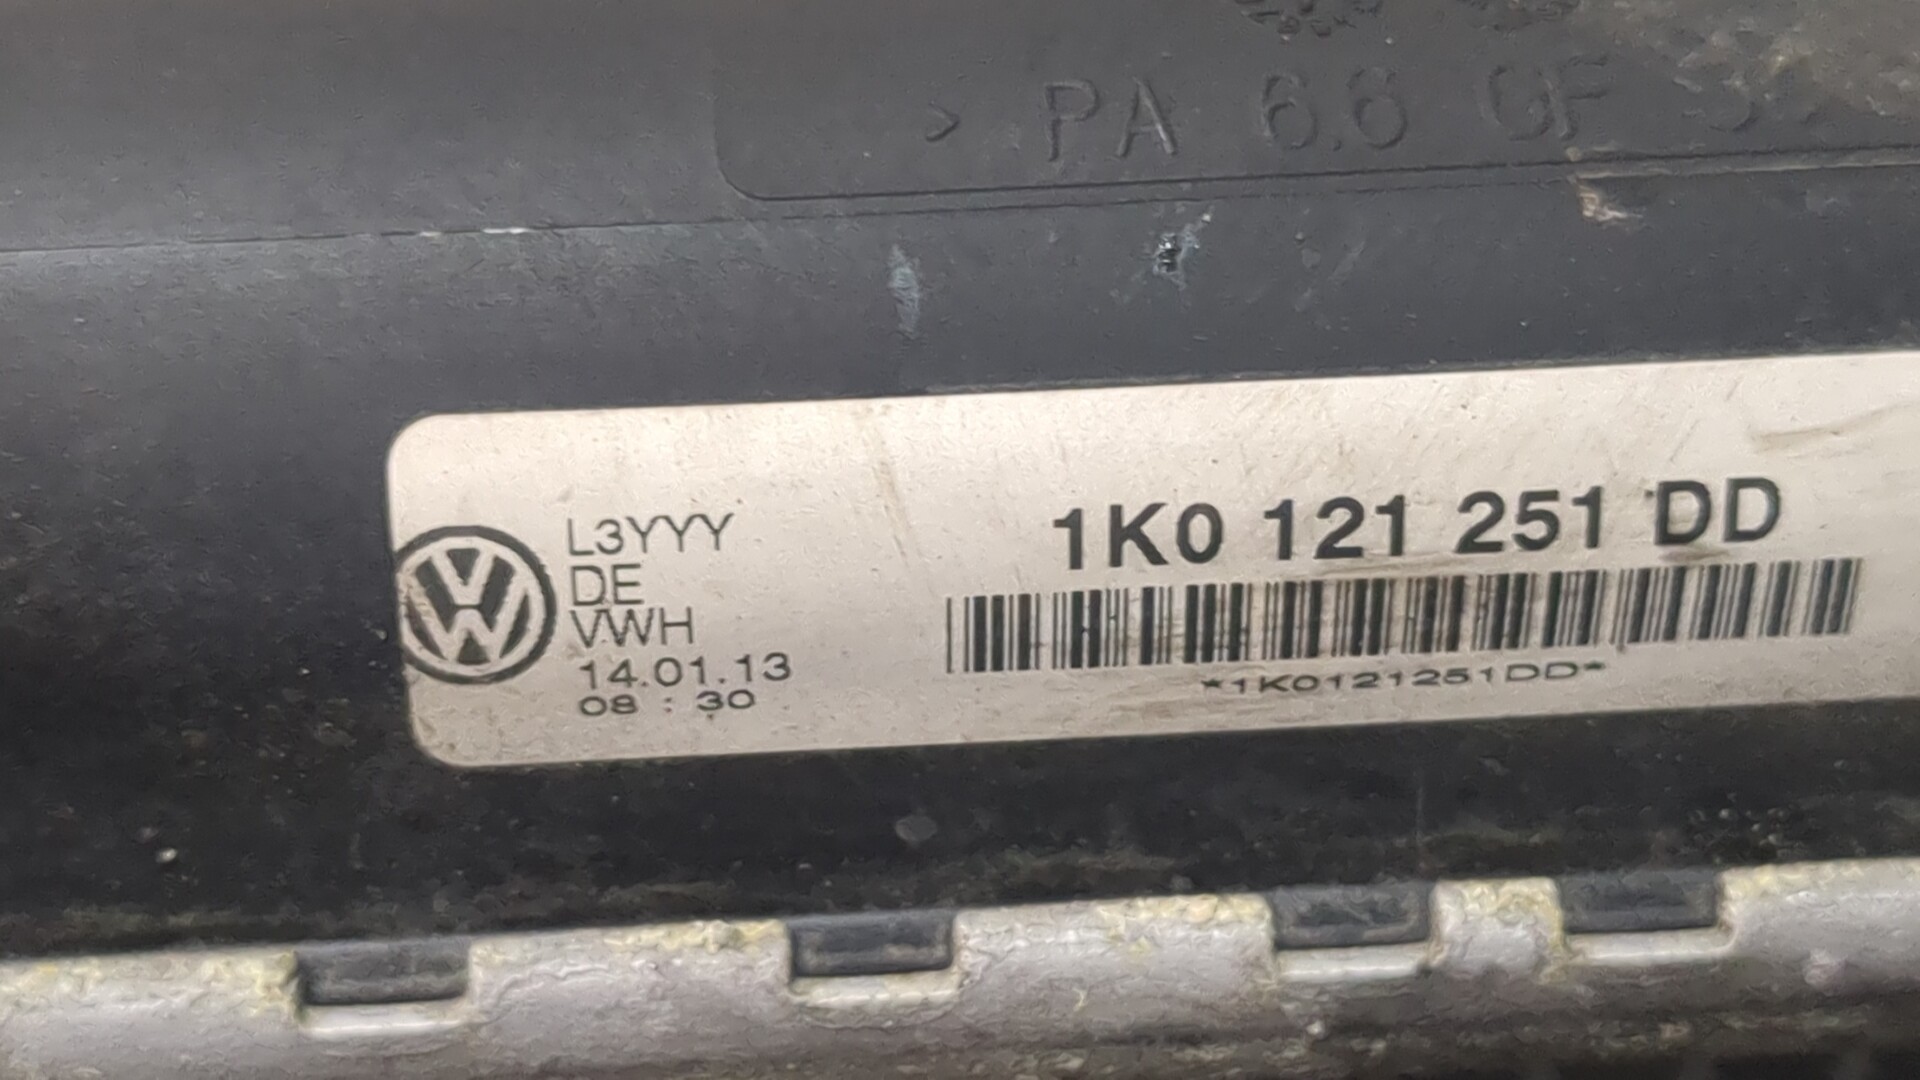 > PA 6.6 GF
L3YYY
DE
VWH
14.01.13
08 : 30
1K0 121 251 DD
*1K0121251DD*